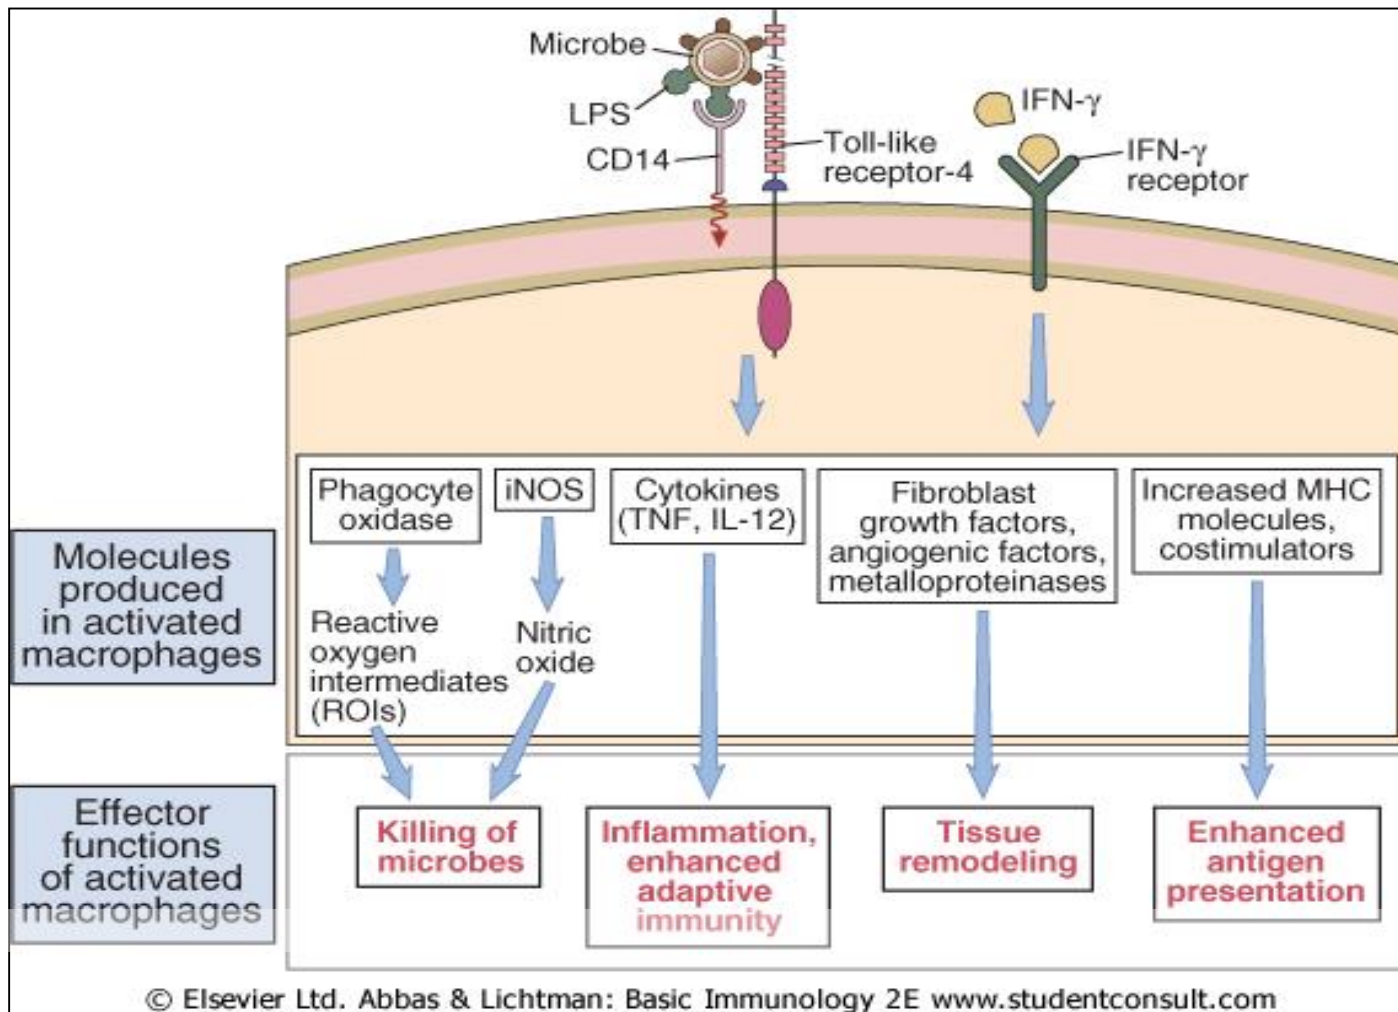 Microbe
LPS
CD14
Toll-like
receptor-4
IFN-γ
IFN-γ
receptor
Molecules
produced
in activated
macrophages
Phagocyte
oxidase
iNOS
Cytokines
(TNF, IL-12)
Fibroblast
growth factors,
angiogenic factors,
metalloproteinases
Increased MHC
molecules,
costimulators
Reactive
oxygen
intermediates
(ROIs)
Nitric
oxide
Effector
functions
of activated
macrophages
Killing of
microbes
Inflammation,
enhanced
adaptive
immunity
Tissue
remodeling
Enhanced
antigen
presentation
© Elsevier Ltd. Abbas & Lichtman: Basic Immunology 2E www.studentconsult.com